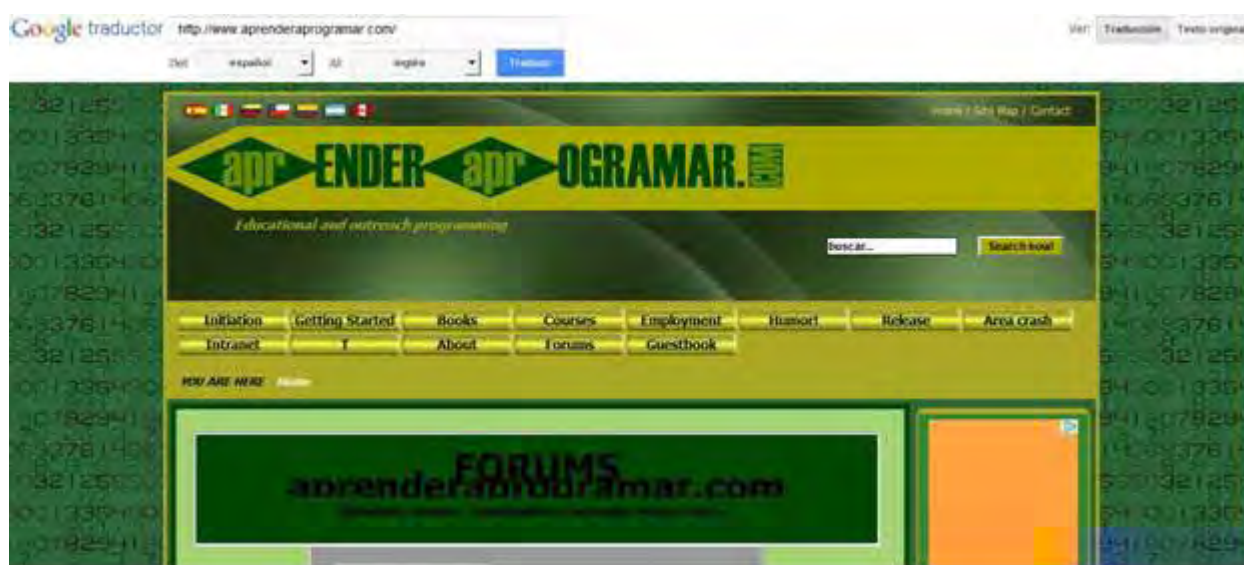 Google traductor http://www.aprenderaprogramar.com/ Ver: Traducción Texto original
Del: español Al: inglés Traducir
Home / Site Map / Contact
aprENDERaprOGRAMAR.COM
Educational and outreach programming
buscar... Search now!
Initiation Getting Started Books Courses Employment Humor! Release Area crash
Intranet T About Forums Guestbook
YOU ARE HERE Home
FORUMS
aprenderaprogramar.com